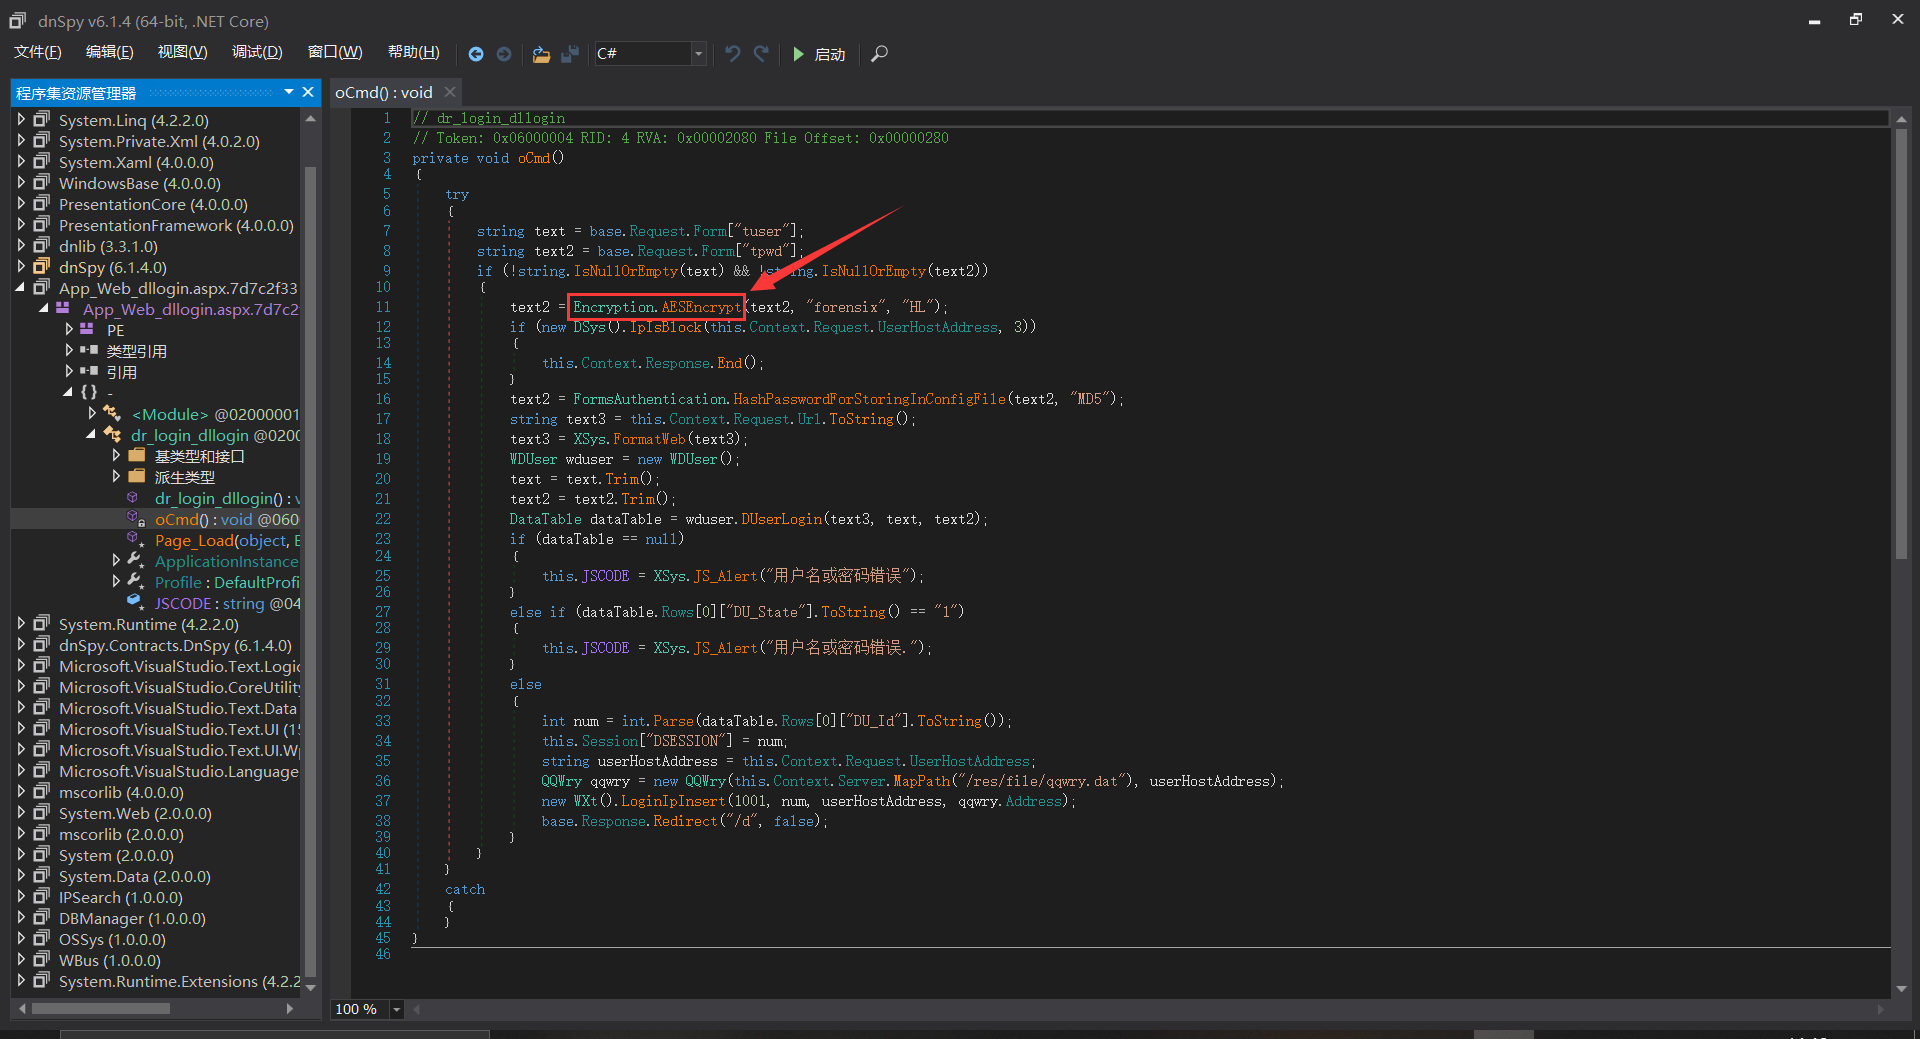 dnSpy v6.1.4 (64-bit, .NET Core)
文件(F) 编辑(E) 视图(V) 调试(D) 窗口(W) 帮助(H) C# 启动
程序集资源管理器
System.Linq (4.2.2.0)
System.Private.Xml (4.0.2.0)
System.Xaml (4.0.0.0)
WindowsBase (4.0.0.0)
PresentationCore (4.0.0.0)
PresentationFramework (4.0.0.0)
dnlib (3.3.1.0)
dnSpy (6.1.4.0)
App_Web_dllogin.aspx.7d7c2f33
App_Web_dllogin.aspx.7d7c2
PE
类型引用
引用
{} -
<Module> @02000001
dr_login_dllogin @0200
基类型和接口
派生类型
dr_login_dllogin() : v
oCmd() : void @060
Page_Load(object, E
ApplicationInstance
Profile : DefaultProfi
JSCODE : string @04
System.Runtime (4.2.2.0)
dnSpy.Contracts.DnSpy (6.1.4.0)
Microsoft.VisualStudio.Text.Logic
Microsoft.VisualStudio.CoreUtility
Microsoft.VisualStudio.Text.Data
Microsoft.VisualStudio.Text.UI (15
Microsoft.VisualStudio.Text.UI.Wp
Microsoft.VisualStudio.Language
mscorlib (4.0.0.0)
System.Web (2.0.0.0)
mscorlib (2.0.0.0)
System (2.0.0.0)
System.Data (2.0.0.0)
IPSearch (1.0.0.0)
DBManager (1.0.0.0)
OSSys (1.0.0.0)
WBus (1.0.0.0)
System.Runtime.Extensions (4.2.2
oCmd() : void
1 // dr_login_dllogin
2 // Token: 0x06000004 RID: 4 RVA: 0x00002080 File Offset: 0x00000280
3 private void oCmd()
4 {
5 try
6 {
7 string text = base.Request.Form["tuser"];
8 string text2 = base.Request.Form["tpwd"];
9 if (!string.IsNullOrEmpty(text) && !string.IsNullOrEmpty(text2))
10 {
11 text2 = Encryption.AESEncrypt(text2, "forensix", "HL");
12 if (new DSys().IpIsBlock(this.Context.Request.UserHostAddress, 3))
13 {
14 this.Context.Response.End();
15 }
16 text2 = FormsAuthentication.HashPasswordForStoringInConfigFile(text2, "MD5");
17 string text3 = this.Context.Request.Url.ToString();
18 text3 = XSys.FormatWeb(text3);
19 WDUser wduser = new WDUser();
20 text = text.Trim();
21 text2 = text2.Trim();
22 DataTable dataTable = wduser.DUserLogin(text3, text, text2);
23 if (dataTable == null)
24 {
25 this.JSCODE = XSys.JS_Alert("用户名或密码错误");
26 }
27 else if (dataTable.Rows[0]["DU_State"].ToString() == "1")
28 {
29 this.JSCODE = XSys.JS_Alert("用户名或密码错误.");
30 }
31 else
32 {
33 int num = int.Parse(dataTable.Rows[0]["DU_Id"].ToString());
34 this.Session["DSESSION"] = num;
35 string userHostAddress = this.Context.Request.UserHostAddress;
36 QQWry qqwry = new QQWry(this.Context.Server.MapPath("/res/file/qqwry.dat"), userHostAddress);
37 new WXt().LoginIpInsert(1001, num, userHostAddress, qqwry.Address);
38 base.Response.Redirect("/d", false);
39 }
40 }
41 }
42 catch
43 {
44 }
45 }
46
100 %